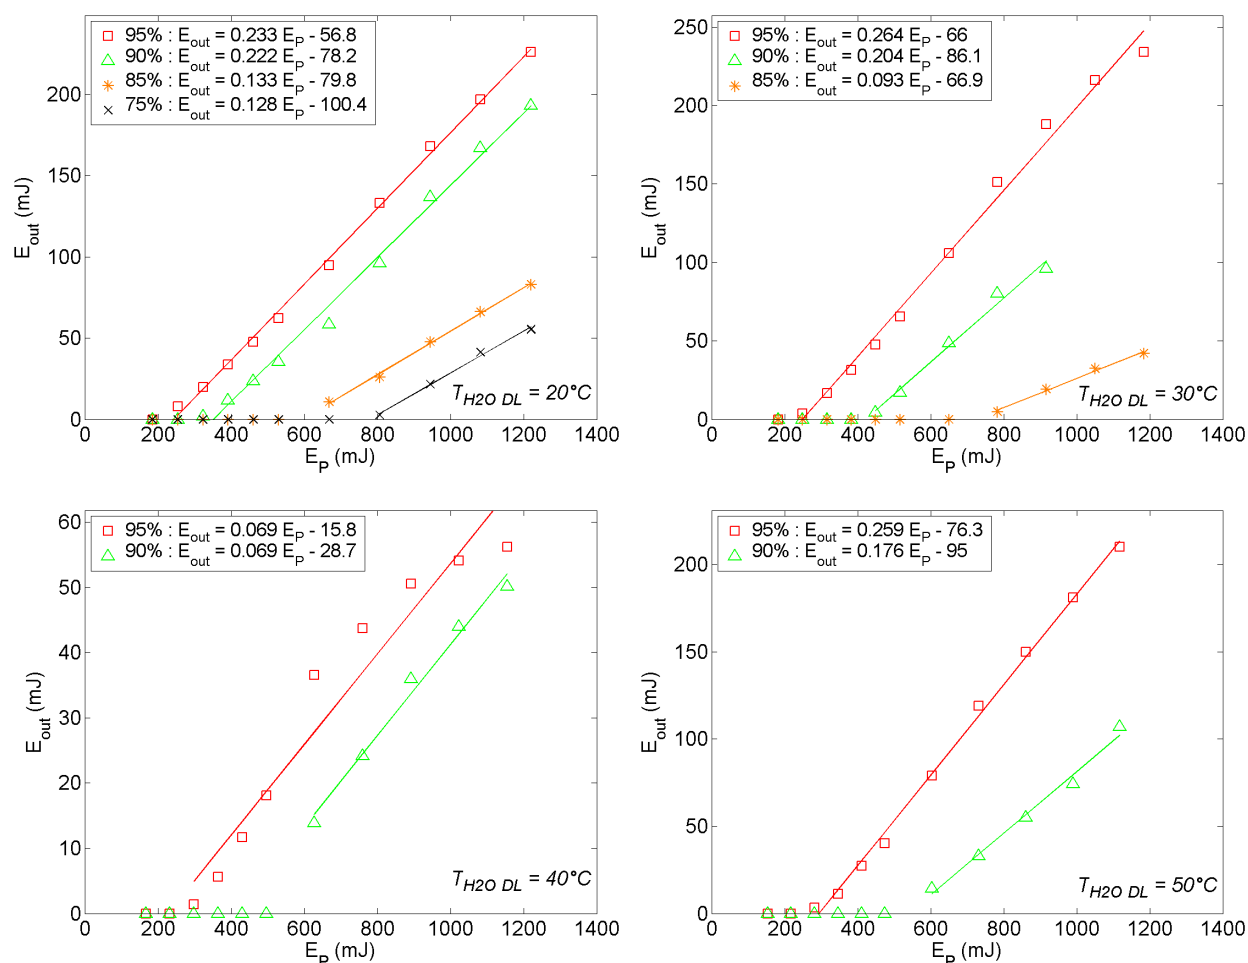 95% : E_out = 0.233 E_P - 56.8
90% : E_out = 0.222 E_P - 78.2
85% : E_out = 0.133 E_P - 79.8
75% : E_out = 0.128 E_P - 100.4
200
150
100
50
0
E_out (mJ)
T_H2O DL = 20°C
0 200 400 600 800 1000 1200 1400
E_P (mJ)
250
95% : E_out = 0.264 E_P - 66
90% : E_out = 0.204 E_P - 86.1
85% : E_out = 0.093 E_P - 66.9
200
150
100
50
0
E_out (mJ)
T_H2O DL = 30°C
0 200 400 600 800 1000 1200 1400
E_P (mJ)
60
95% : E_out = 0.069 E_P - 15.8
90% : E_out = 0.069 E_P - 28.7
50
40
30
20
10
0
E_out (mJ)
T_H2O DL = 40°C
0 200 400 600 800 1000 1200 1400
E_P (mJ)
95% : E_out = 0.259 E_P - 76.3
90% : E_out = 0.176 E_P - 95
200
150
100
50
0
E_out (mJ)
T_H2O DL = 50°C
0 200 400 600 800 1000 1200 1400
E_P (mJ)